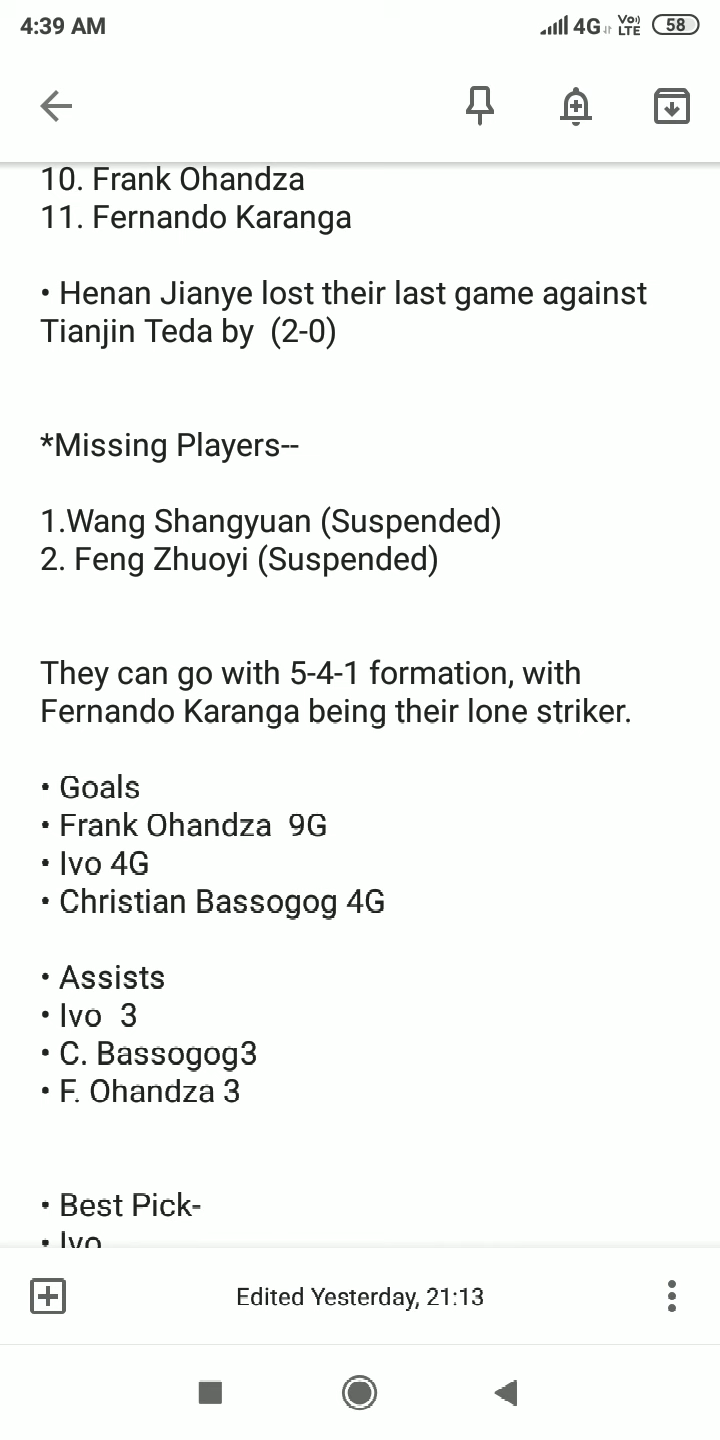 4:39 AM
4G Vo) LTE 58
10. Frank Ohandza
11. Fernando Karanga
• Henan Jianye lost their last game against
Tianjin Teda by  (2-0)
*Missing Players--
1.Wang Shangyuan (Suspended)
2. Feng Zhuoyi (Suspended)
They can go with 5-4-1 formation, with
Fernando Karanga being their lone striker.
• Goals
• Frank Ohandza  9G
• Ivo 4G
• Christian Bassogog 4G
• Assists
• Ivo  3
• C. Bassogog3
• F. Ohandza 3
• Best Pick-
• Ivo
Edited Yesterday, 21:13